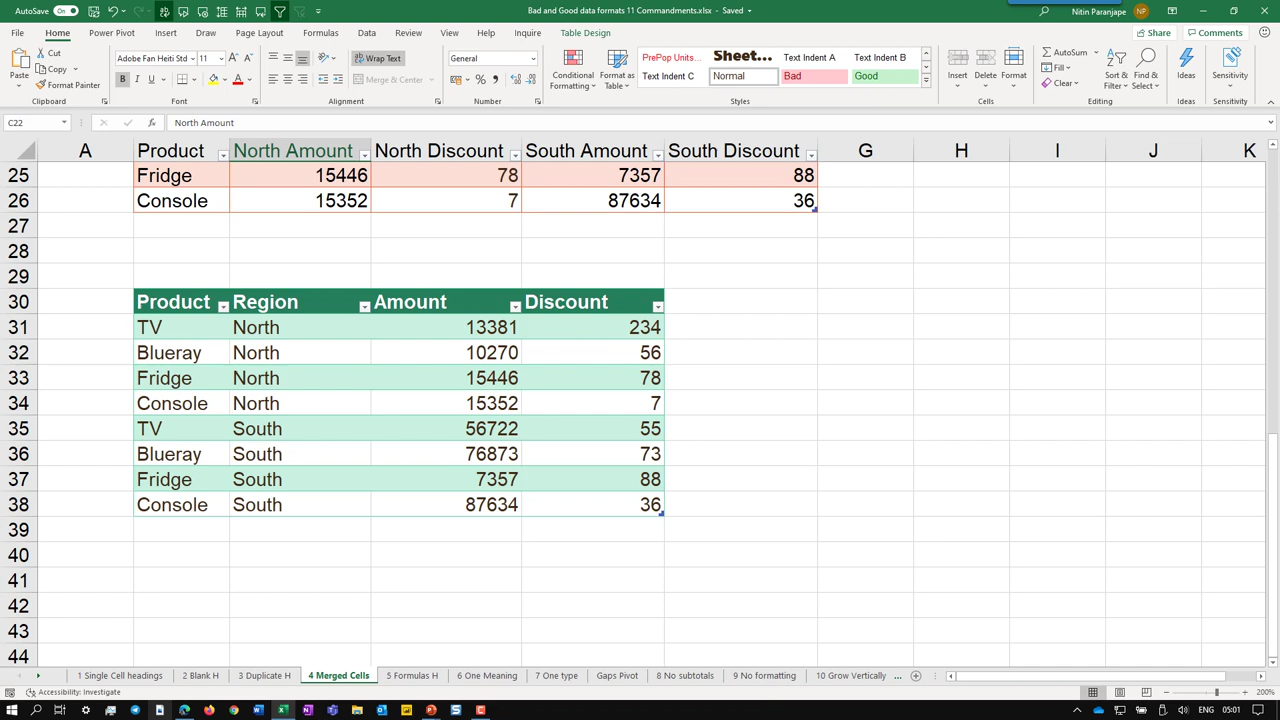 AutoSave On
Bad and Good data formats 11 Commandments.xlsx - Saved
Nitin Paranjape NP
File Home Power Pivot Insert Draw Page Layout Formulas Data Review View Help Inquire Table Design
Share Comments
Paste Cut Copy Format Painter
Adobe Fan Heiti Std 11
B I U
Wrap Text
Merge & Center
General
Conditional Formatting
Format as Table
PrePop Units... Sheet... Text Indent A Text Indent B
Text Indent C Normal Bad Good
Insert Delete Format
AutoSum Fill Clear
Sort & Filter
Find & Select
Ideas
Sensitivity
Clipboard Font Alignment Number Styles Cells Editing Ideas Sensitivity
C22 fx North Amount
A Product North Amount North Discount South Amount South Discount G H I J K
25 Fridge 15446 78 7357 88
26 Console 15352 7 87634 36
27
28
29
30 Product Region Amount Discount
31 TV North 13381 234
32 Blueray North 10270 56
33 Fridge North 15446 78
34 Console North 15352 7
35 TV South 56722 55
36 Blueray South 76873 73
37 Fridge South 7357 88
38 Console South 87634 36
39
40
41
42
43
44
1 Single Cell headings 2 Blank H 3 Duplicate H 4 Merged Cells 5 Formulas H 6 One Meaning 7 One type Gaps Pivot 8 No subtotals 9 No formatting 10 Grow Vertically ...
Accessibility: Investigate 200%
ENG 05:01